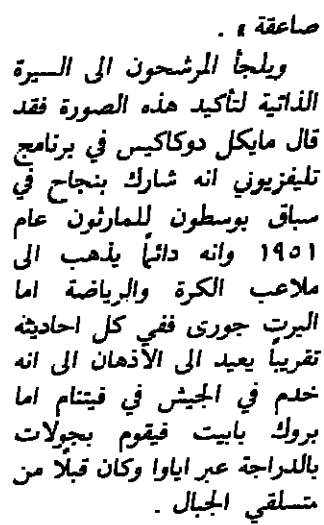 صاعقة » .
ويلجأ المرشحون الى السيرة
الذاتية لتأكيد هذه الصورة فقد
قال مايكل دوكاكيس في برنامج
تليفزيوني انه شارك بنجاح في
سباق بوسطون للمارثون عام
١٩٥١ وانه دائماً يذهب الى
ملاعب الكرة والرياضة اما
البرت جورى ففي كل احاديثه
تقريباً يعيد الى الأذهان الى انه
خدم في الجيش في فيتنام اما
بروك بابيت فيقوم بجولات
بالدراجة عبر اياوا وكان قبلاً من
متسلقي الجبال .